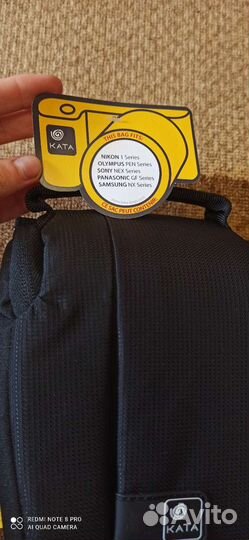 KATA
THIS BAG FITS:
NIKON 1 Series
OLYMPUS PEN Series
SONY NEX Series
PANASONIC GF Series
SAMSUNG NX Series
CE SAC PEUT CONTENIR:
KATA
REDMI NOTE 8 PRO
AI QUAD CAMERA
Avito